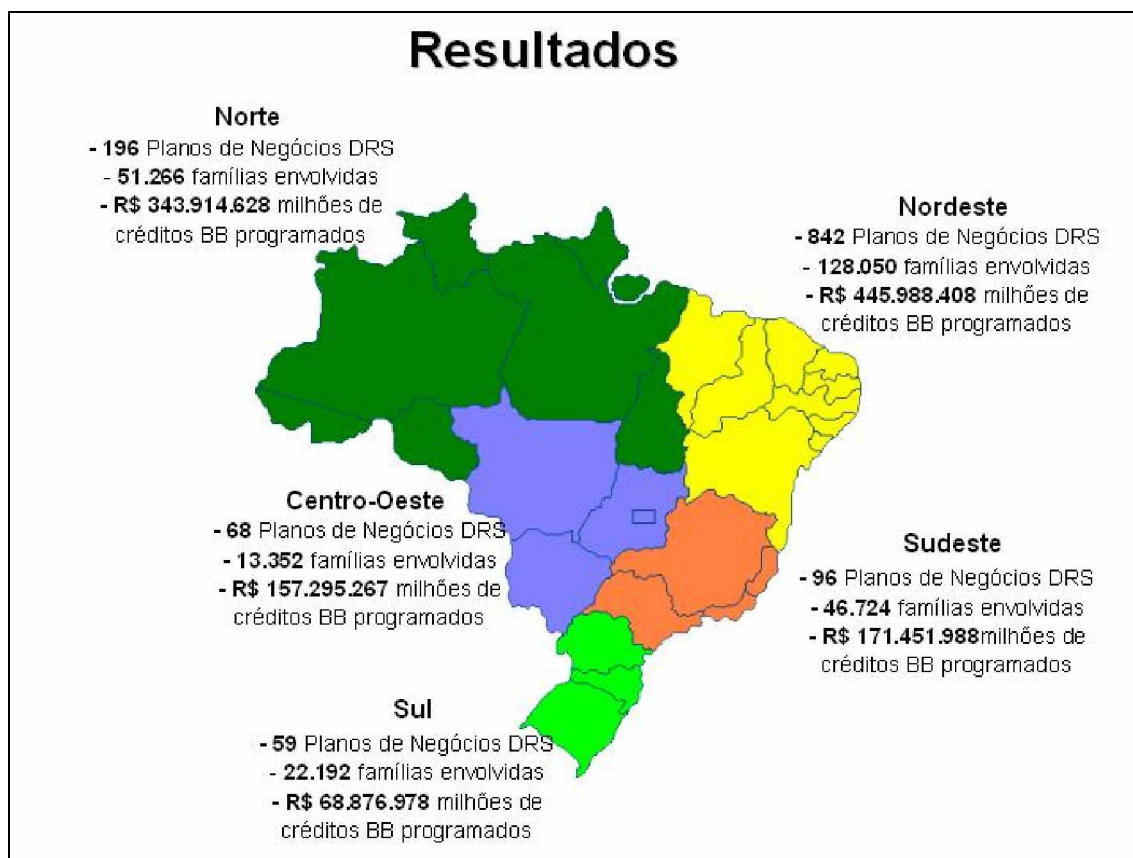 Resultados
Norte
- 196 Planos de Negócios DRS
- 51.266 famílias envolvidas
- R$ 343.914.628 milhões de
créditos BB programados
Nordeste
- 842 Planos de Negócios DRS
- 128.050 famílias envolvidas
- R$ 445.988.408 milhões de
créditos BB programados
Centro-Oeste
- 68 Planos de Negócios DRS
- 13.352 famílias envolvidas
- R$ 157.295.267 milhões de
créditos BB programados
Sudeste
- 96 Planos de Negócios DRS
- 46.724 famílias envolvidas
- R$ 171.451.988milhões de
créditos BB programados
Sul
- 59 Planos de Negócios DRS
- 22.192 famílias envolvidas
- R$ 68.876.978 milhões de
créditos BB programados